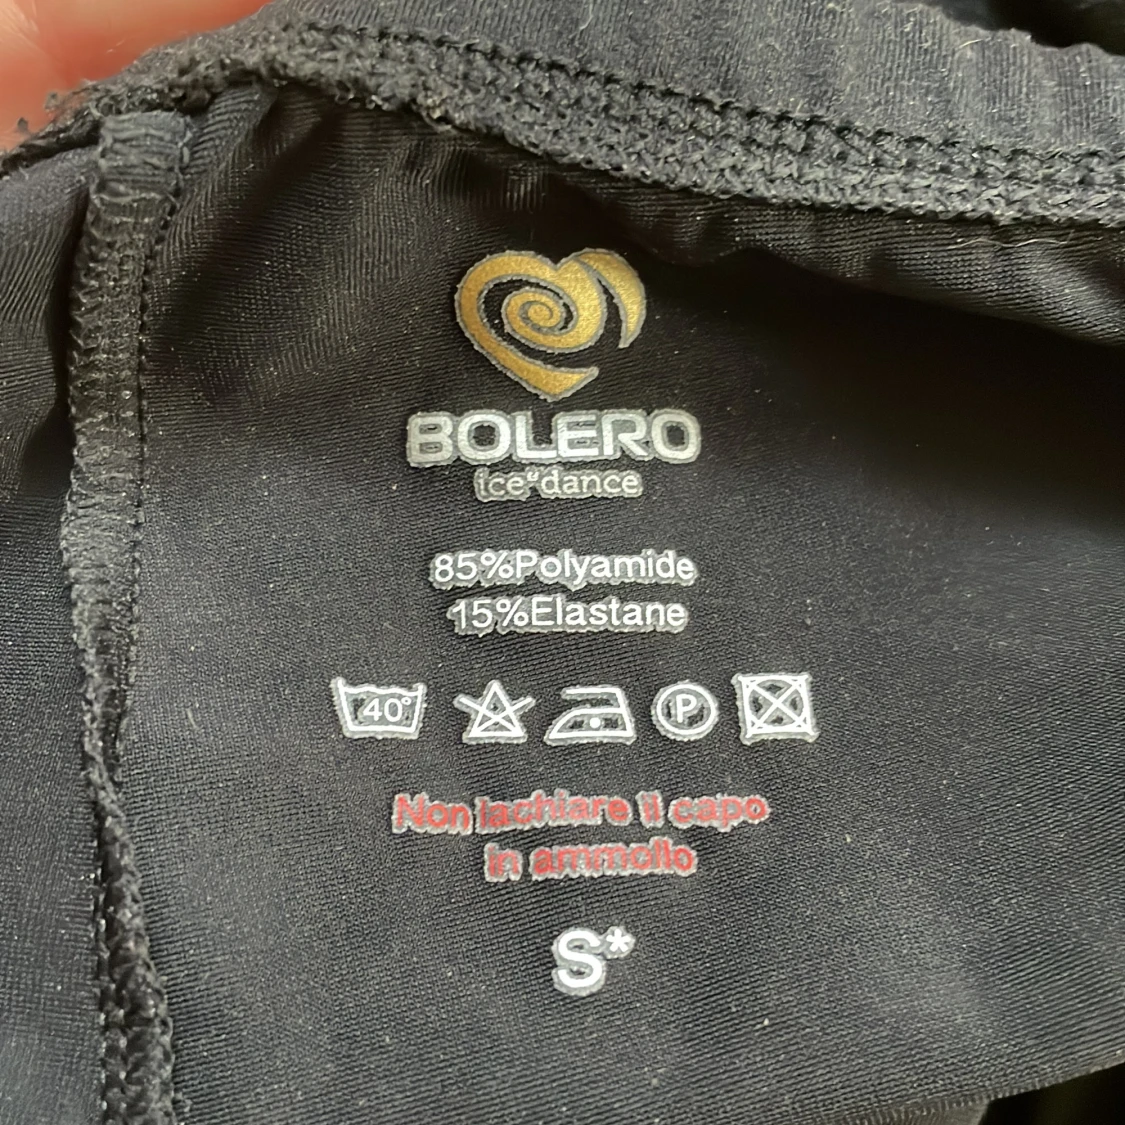 BOLERO
ice"dance
85%Polyamide
15%Elastane
40° P
Non lachiare il capo
in ammollo
S*